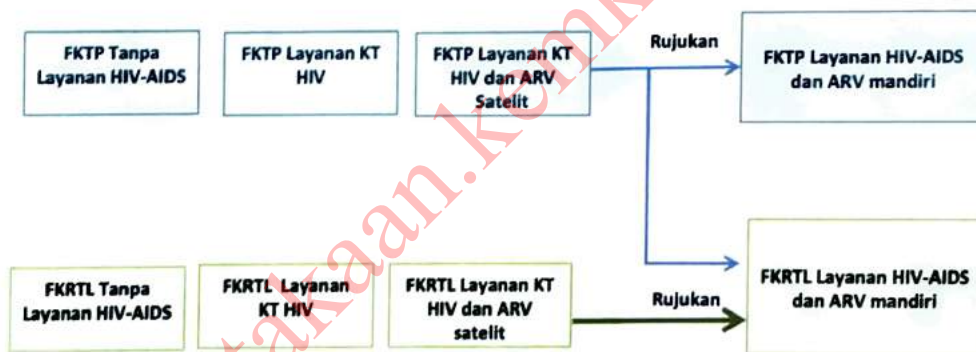 FKTP Tanpa
Layanan HIV-AIDS
FKTP Layanan KT
HIV
FKTP Layanan KT
HIV dan ARV
Satelit
Rujukan
FKTP Layanan HIV-AIDS
dan ARV mandiri
FKRTL Tanpa
Layanan HIV-AIDS
FKRTL Layanan
KT HIV
FKRTL Layanan KT
HIV dan ARV
satelit
Rujukan
FKRTL Layanan HIV-AIDS
dan ARV mandiri
takaan.kemk